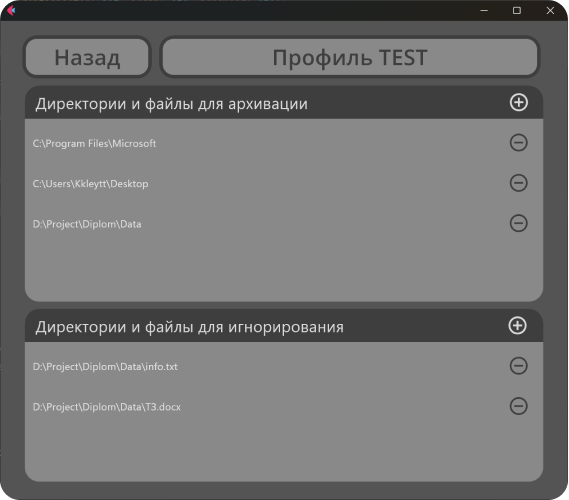 Назад
Профиль TEST
Директории и файлы для архивации
C:\Program Files\Microsoft
C:\Users\Kkleytt\Desktop
D:\Project\Diplom\Data
Директории и файлы для игнорирования
D:\Project\Diplom\Data\info.txt
D:\Project\Diplom\Data\ТЗ.docx